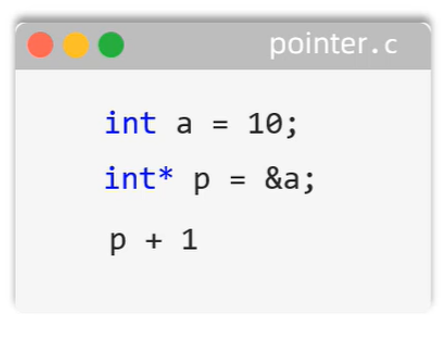 pointer.c
int a = 10;
int* p = &a;
p + 1